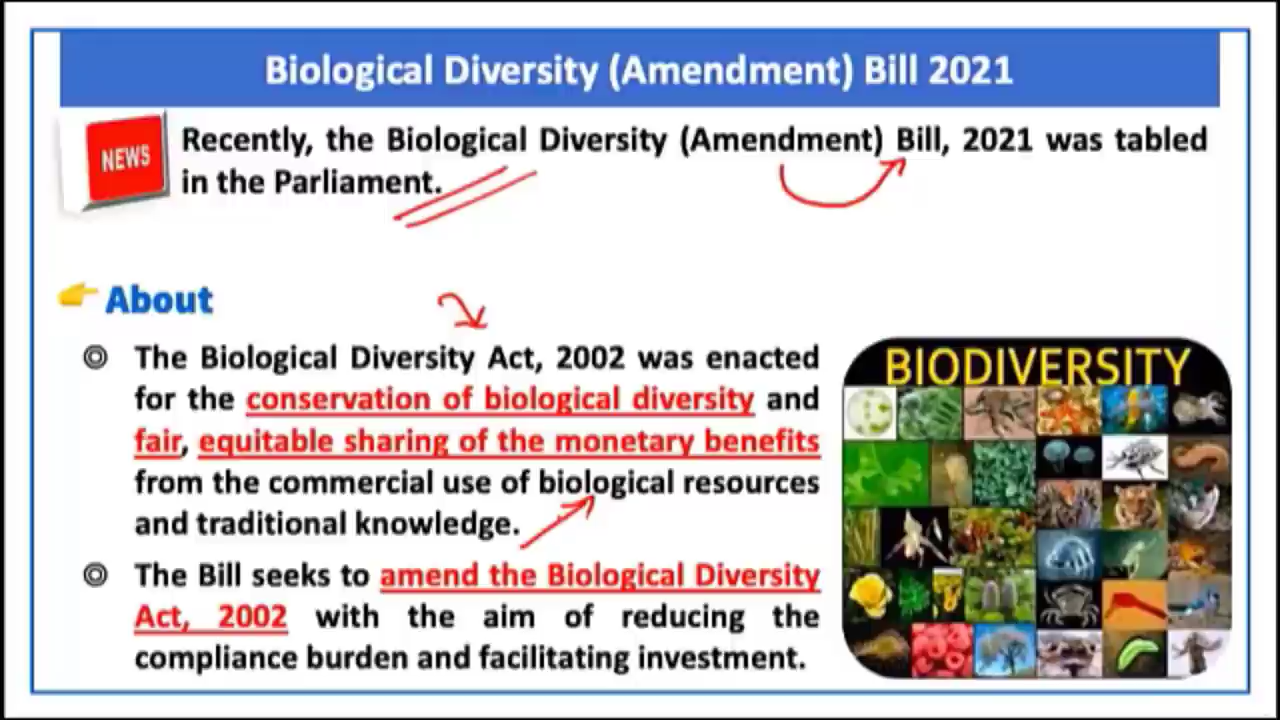 Biological Diversity (Amendment) Bill 2021
NEWS
Recently, the Biological Diversity (Amendment) Bill, 2021 was tabled
in the Parliament.
About
The Biological Diversity Act, 2002 was enacted
for the conservation of biological diversity and
fair, equitable sharing of the monetary benefits
from the commercial use of biological resources
and traditional knowledge.
The Bill seeks to amend the Biological Diversity
Act, 2002 with the aim of reducing the
compliance burden and facilitating investment.
BIODIVERSITY